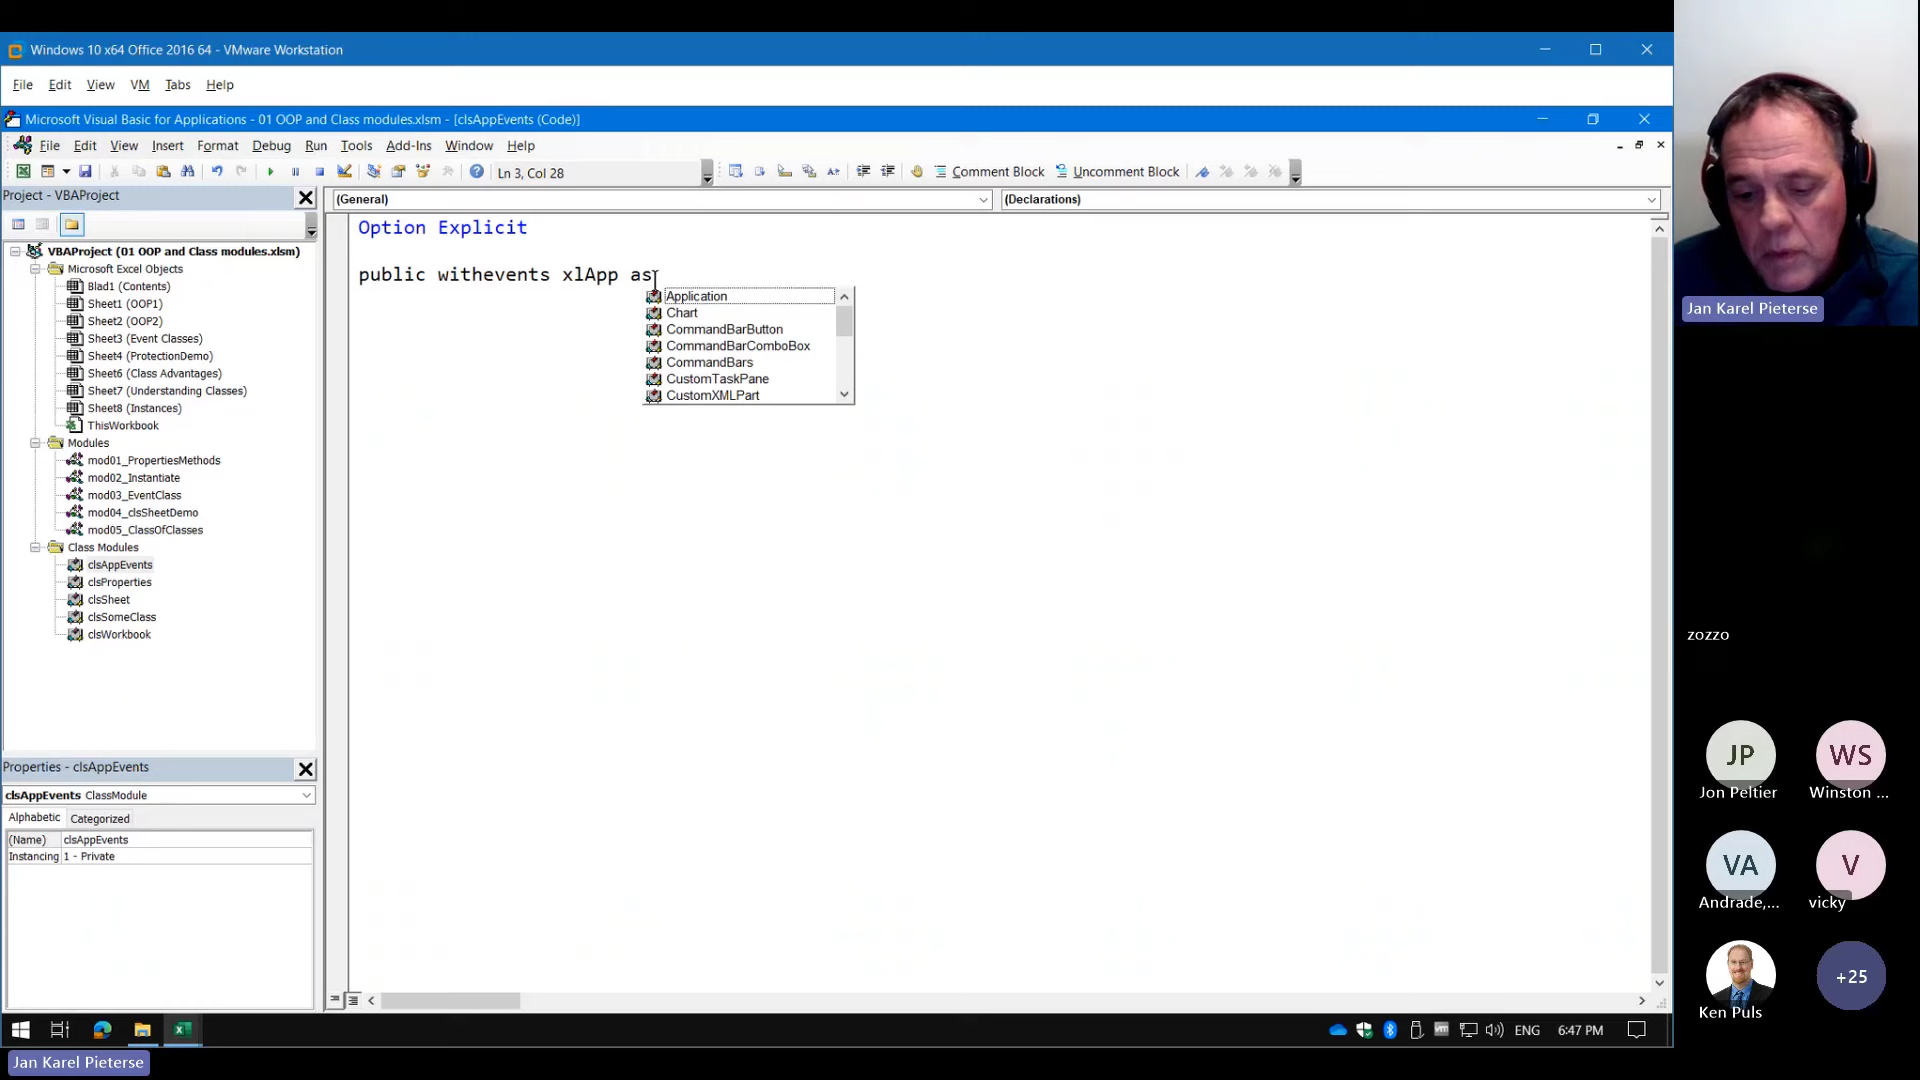 Windows 10 x64 Office 2016 64 - VMware Workstation
File Edit View VM Tabs Help
Microsoft Visual Basic for Applications - 01 OOP and Class modules.xlsm - [clsAppEvents (Code)]
File Edit View Insert Format Debug Run Tools Add-Ins Window Help
Ln 3, Col 28
Comment Block Uncomment Block
Project - VBAProject
(General) (Declarations)
VBAProject (01 OOP and Class modules.xlsm)
Microsoft Excel Objects
Blad1 (Contents)
Sheet1 (OOP1)
Sheet2 (OOP2)
Sheet3 (Event Classes)
Sheet4 (ProtectionDemo)
Sheet6 (Class Advantages)
Sheet7 (Understanding Classes)
Sheet8 (Instances)
ThisWorkbook
Modules
mod01_PropertiesMethods
mod02_Instantiate
mod03_EventClass
mod04_clsSheetDemo
mod05_ClassOfClasses
Class Modules
clsAppEvents
clsProperties
clsSheet
clsSomeClass
clsWorkbook
Option Explicit
public withevents xlApp as
Application
Chart
CommandBarButton
CommandBarComboBox
CommandBars
CustomTaskPane
CustomXMLPart
Properties - clsAppEvents
clsAppEvents ClassModule
Alphabetic Categorized
(Name) clsAppEvents
Instancing 1 - Private
ENG 6:47 PM
Jan Karel Pieterse
Jan Karel Pieterse
zozzo
JP WS
Jon Peltier Winston ...
VA V
Andrade,... vicky
+25
Ken Puls